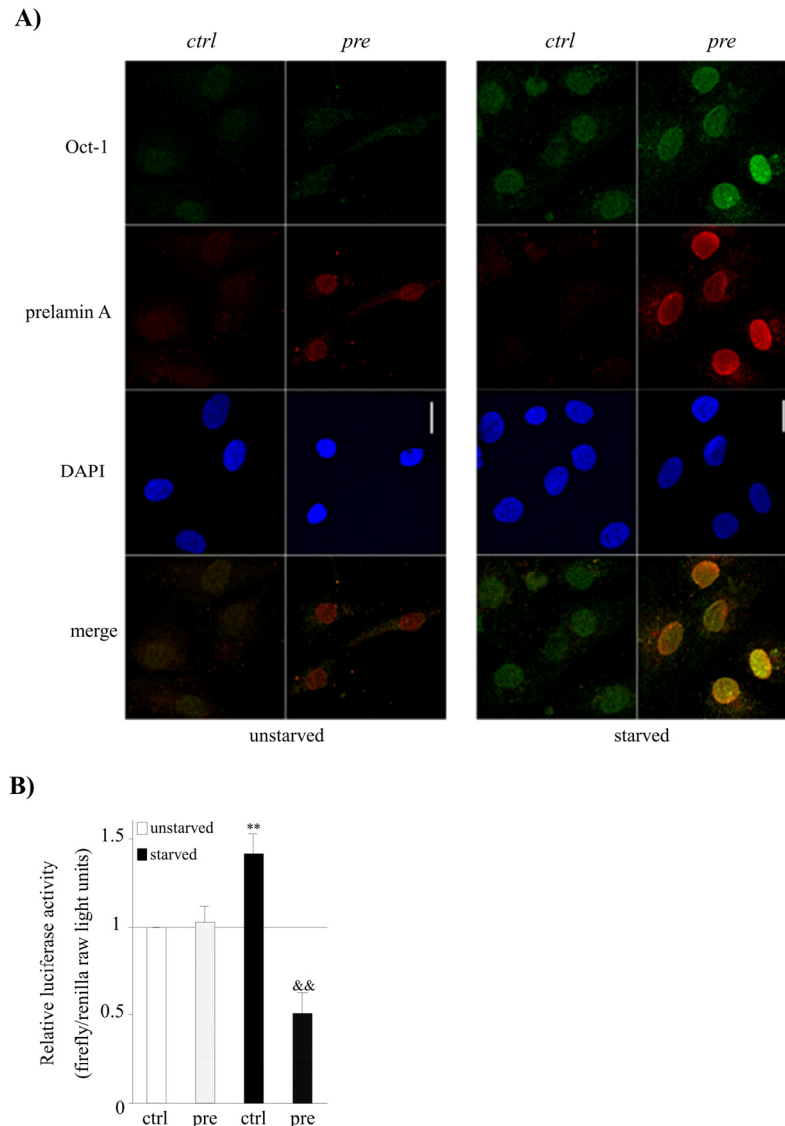 A)
ctrl pre ctrl pre
Oct-1
prelamin A
DAPI
merge
unstarved starved
B)
Relative luciferase activity
(firefly/renilla raw light units)
1.5
1
0.5
0
unstarved
starved
**
&&
ctrl pre ctrl pre